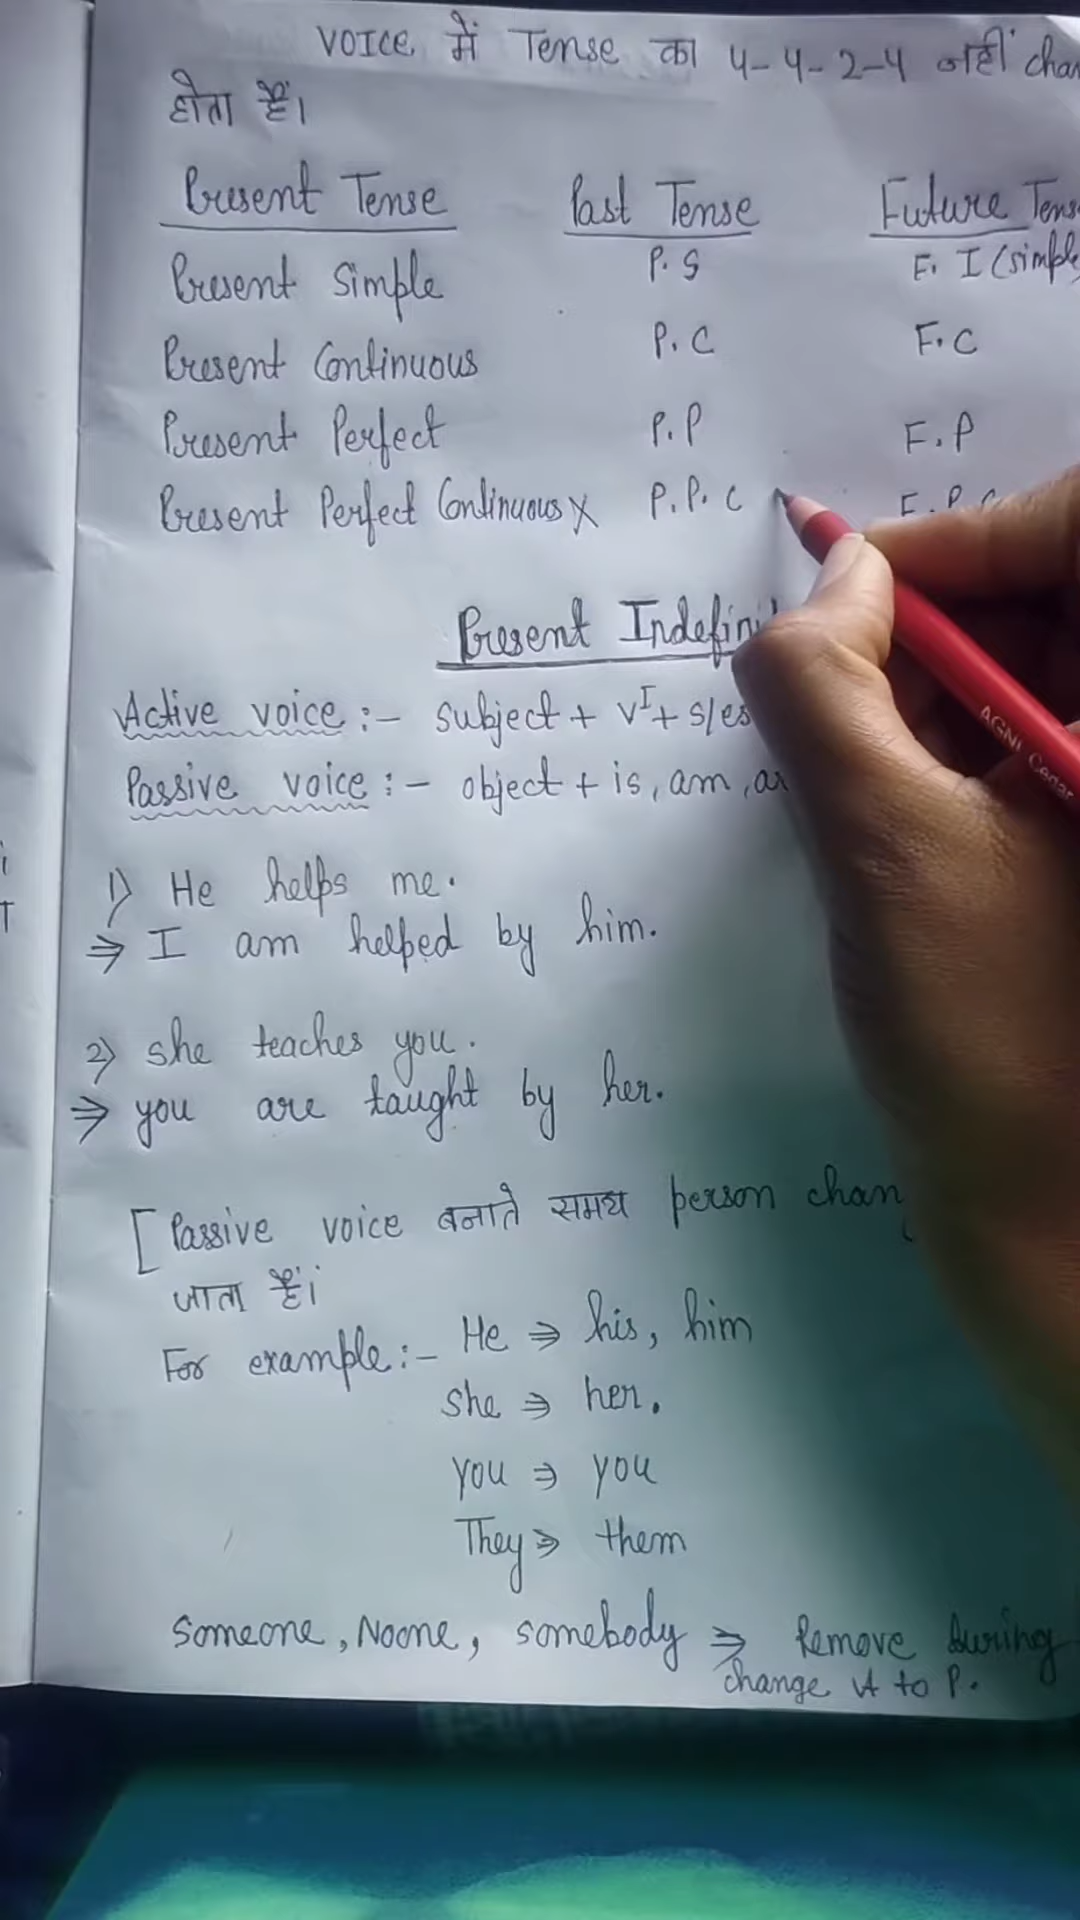 VOICE में Tense का 4-4-2-4 नहीं chan
होता हैं।
Present Tense Past Tense Future Tense
Present Simple P.S F. I (simple)
Present Continuous P.C F.C
Present Perfect P.P F.P
Present Perfect Continuous X P.P.C F.P.C
Present Indefini
Active voice :- subject + V^I + s/es
Passive voice :- object + is, am, ar
1) He helps me.
⇒ I am helped by him.
2) she teaches you.
⇒ you are taught by her.
[Passive voice बनाते समय person chan
जाता हैं।
For example :- He ⇒ his, him
she ⇒ her.
you ⇒ you
They ⇒ them
Someone, Noone, somebody ⇒ Remove during
change A to P.
AGNI